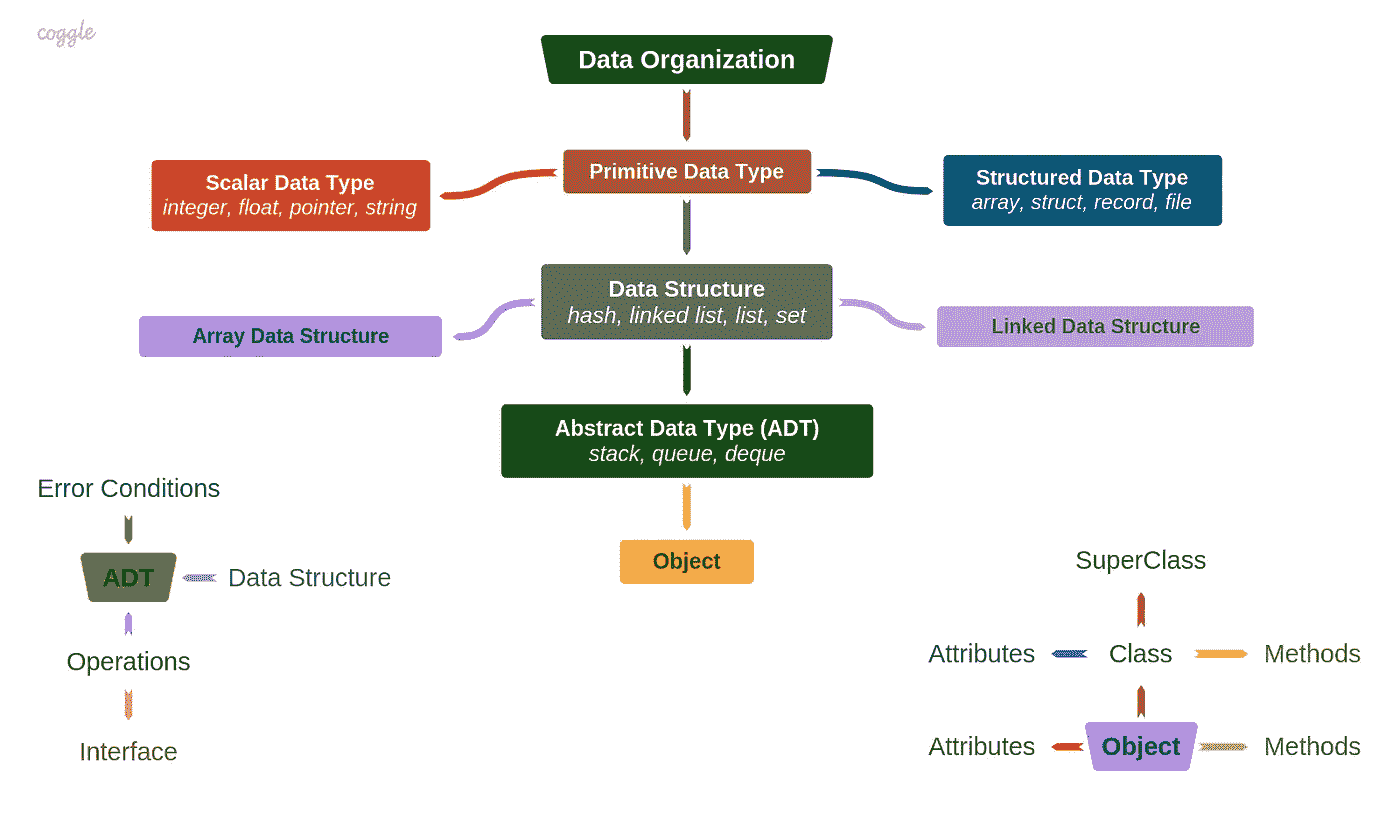 coggle
Data Organization
Primitive Data Type
Scalar Data Type
integer, float, pointer, string
Structured Data Type
array, struct, record, file
Data Structure
hash, linked list, list, set
Array Data Structure
Linked Data Structure
Abstract Data Type (ADT)
stack, queue, deque
Object
Error Conditions
ADT
Data Structure
Operations
Interface
SuperClass
Attributes
Class
Methods
Attributes
Object
Methods